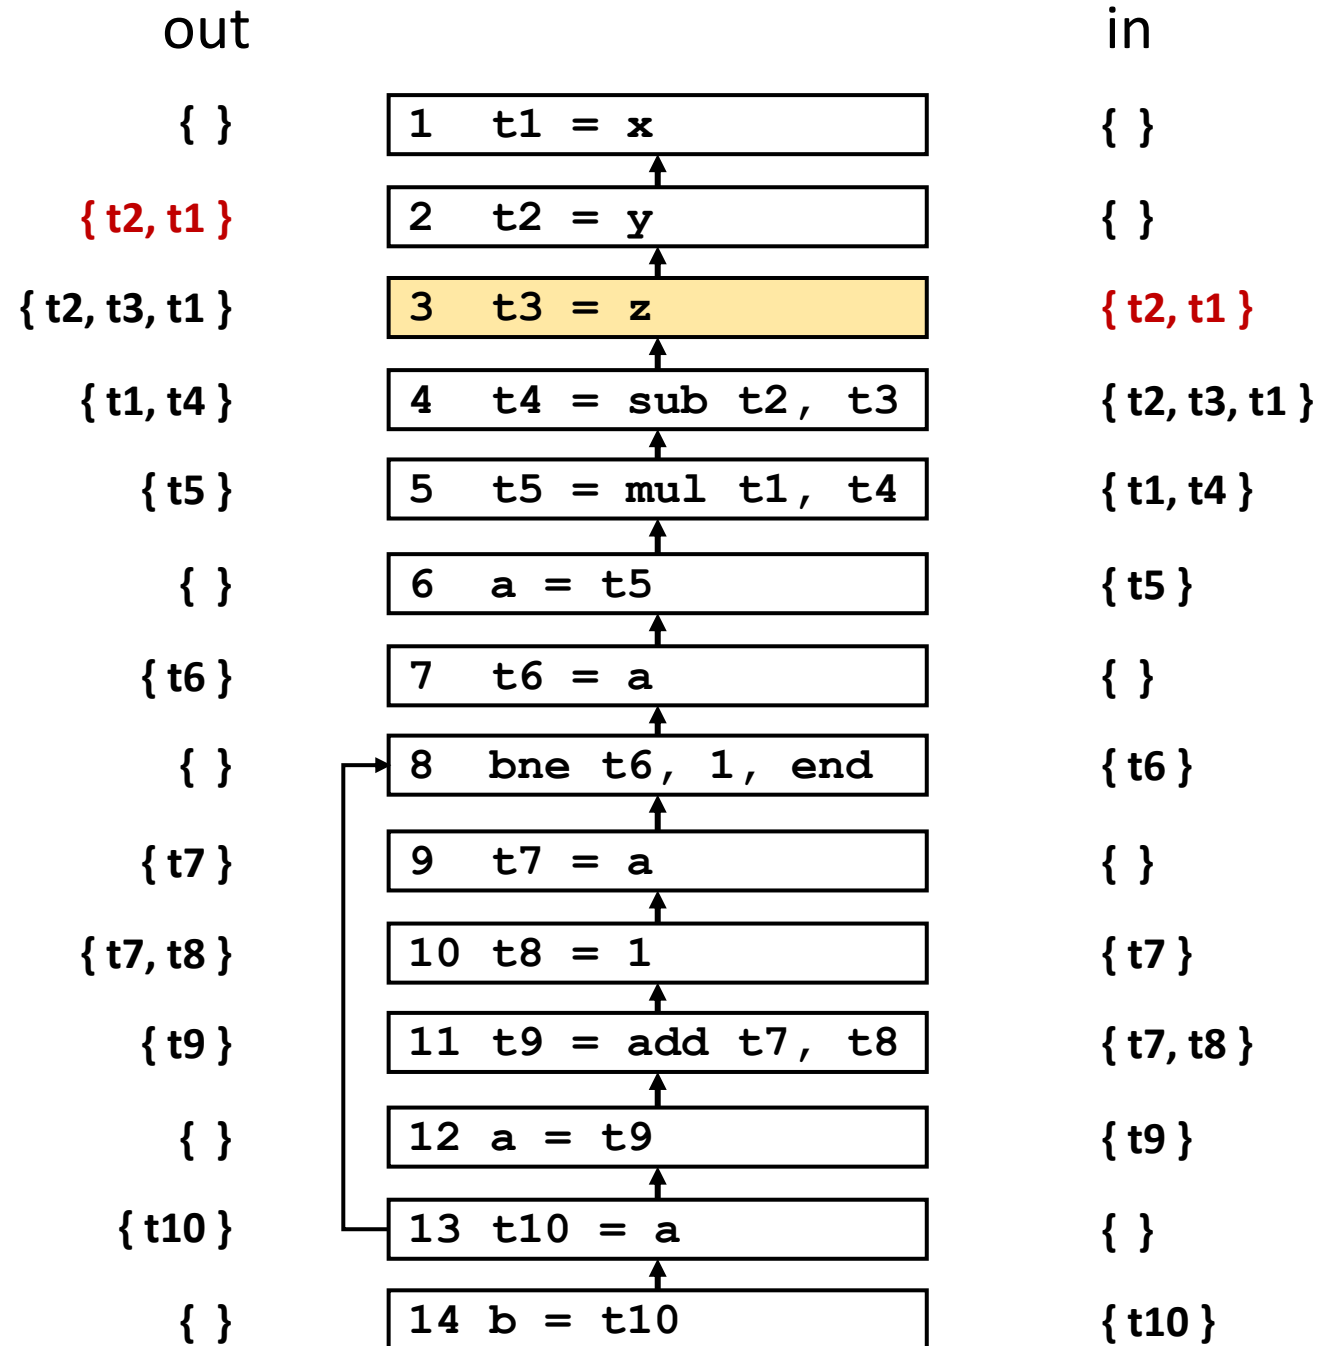 out in
{ } 1 t1 = x { }
{ t2, t1 } 2 t2 = y { }
{ t2, t3, t1 } 3 t3 = z { t2, t1 }
{ t1, t4 } 4 t4 = sub t2, t3 { t2, t3, t1 }
{ t5 } 5 t5 = mul t1, t4 { t1, t4 }
{ } 6 a = t5 { t5 }
{ t6 } 7 t6 = a { }
{ } 8 bne t6, 1, end { t6 }
{ t7 } 9 t7 = a { }
{ t7, t8 } 10 t8 = 1 { t7 }
{ t9 } 11 t9 = add t7, t8 { t7, t8 }
{ } 12 a = t9 { t9 }
{ t10 } 13 t10 = a { }
{ } 14 b = t10 { t10 }